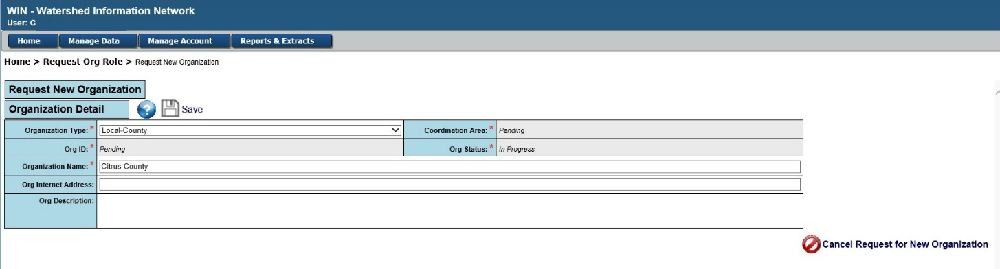 WIN - Watershed Information Network
User: C
Home Manage Data Manage Account Reports & Extracts
Home > Request Org Role > Request New Organization
Request New Organization
Organization Detail ? Save
Organization Type: * Local-County Coordination Area: * Pending
Org ID: * Pending Org Status: * In Progress
Organization Name: * Citrus County
Org Internet Address:
Org Description:
Cancel Request for New Organization